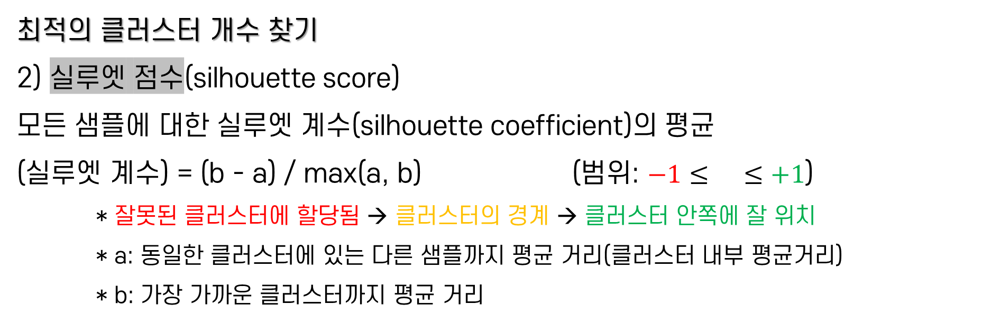 최적의 클러스터 개수 찾기
2) 실루엣 점수(silhouette score)
모든 샘플에 대한 실루엣 계수(silhouette coefficient)의 평균
(실루엣 계수) = (b - a) / max(a, b) (범위: −1 ≤ ≤ +1)
* 잘못된 클러스터에 할당됨 → 클러스터의 경계 → 클러스터 안쪽에 잘 위치
* a: 동일한 클러스터에 있는 다른 샘플까지 평균 거리(클러스터 내부 평균거리)
* b: 가장 가까운 클러스터까지 평균 거리